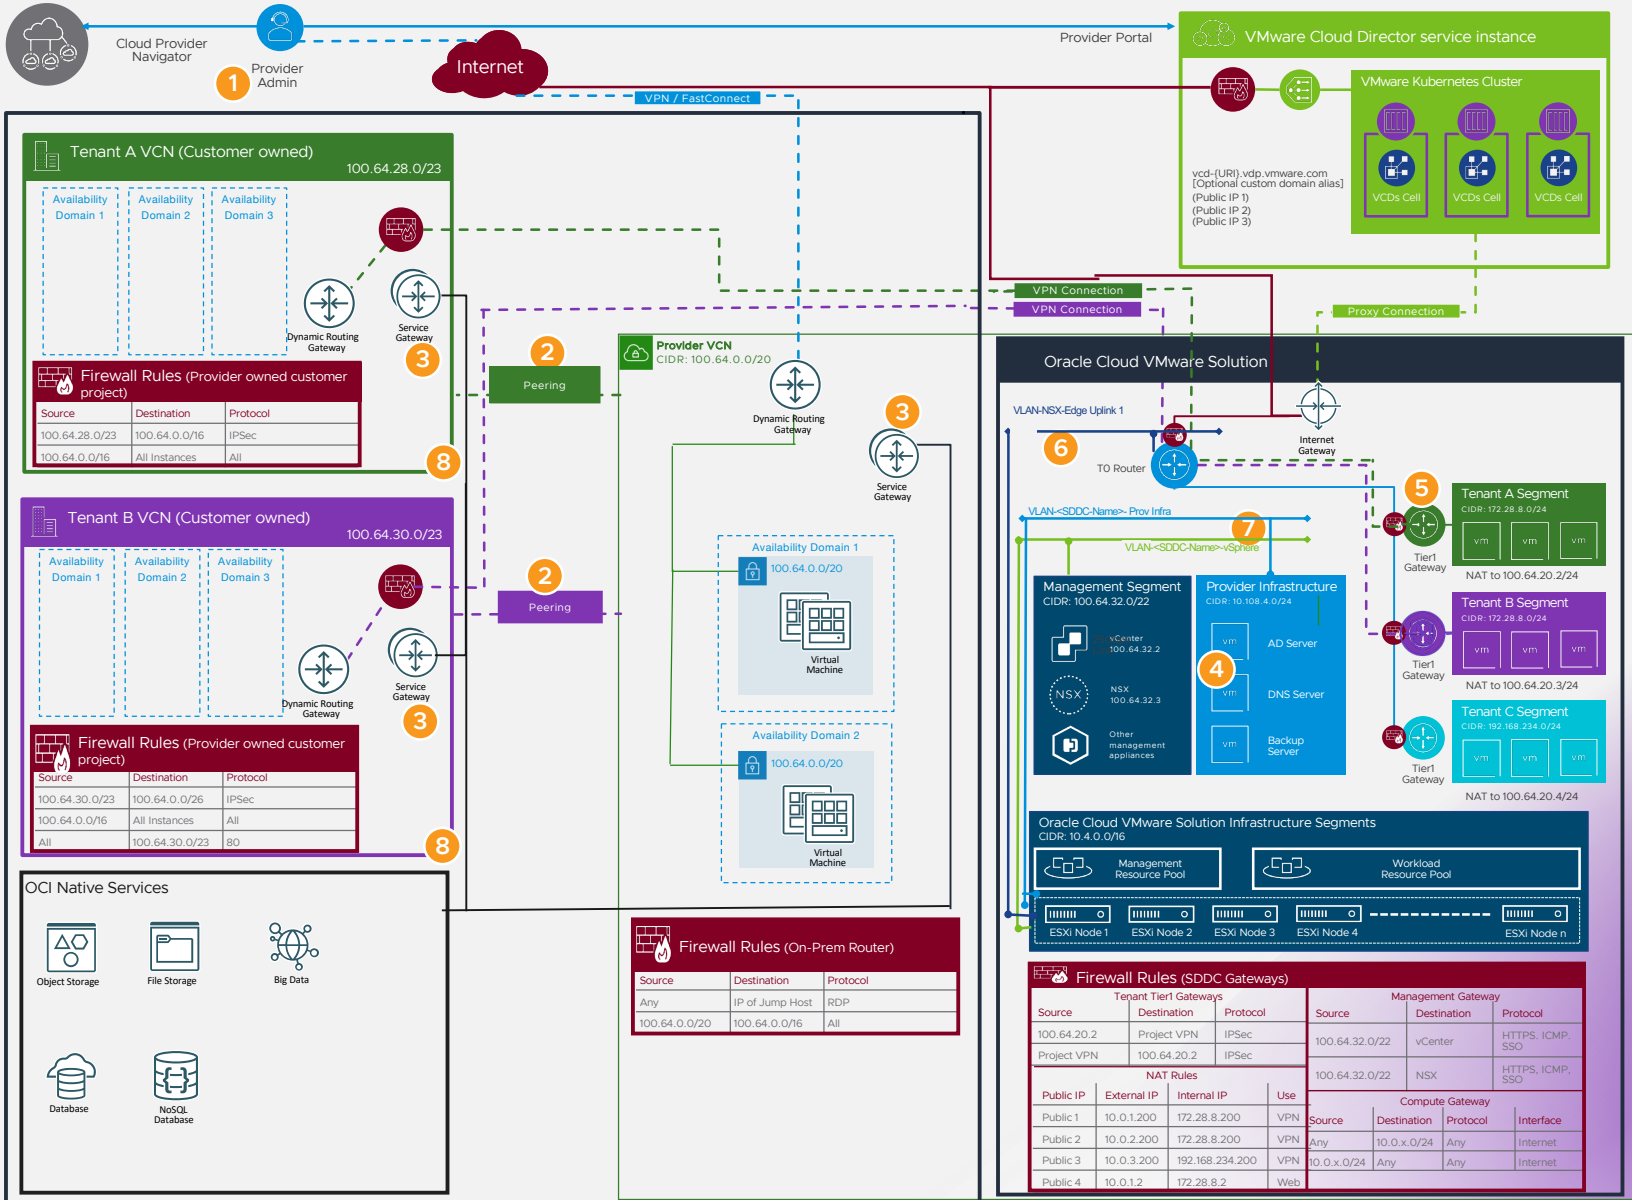 Cloud Provider
Navigator
1
Provider
Admin
Internet
VPN / FastConnect
Provider Portal
VMware Cloud Director service instance
VMware Kubernetes Cluster
VCDs Cell
VCDs Cell
VCDs Cell
vcd-{URI}.vdp.vmware.com
[Optional custom domain alias]
(Public IP 1)
(Public IP 2)
(Public IP 3)
Tenant A VCN (Customer owned)
100.64.28.0/23
Availability
Domain 1
Availability
Domain 2
Availability
Domain 3
Dynamic Routing
Gateway
Service
Gateway
3
Firewall Rules (Provider owned customer
project)
Source Destination Protocol
100.64.28.0/23 100.64.0.0/16 IPSec
100.64.0.0/16 All Instances All
8
2
Peering
VPN Connection
VPN Connection
Proxy Connection
Provider VCN
CIDR: 100.64.0.0/20
Dynamic Routing
Gateway
3
Service
Gateway
Tenant B VCN (Customer owned)
100.64.30.0/23
Availability
Domain 1
Availability
Domain 2
Availability
Domain 3
Dynamic Routing
Gateway
Service
Gateway
3
2
Peering
Firewall Rules (Provider owned customer
project)
Source Destination Protocol
100.64.30.0/23 100.64.0.0/26 IPSec
100.64.0.0/16 All Instances All
All 100.64.30.0/23 80
8
Availability Domain 1
100.64.0.0/20
Virtual
Machine
Availability Domain 2
100.64.0.0/20
Virtual
Machine
OCI Native Services
Object Storage
File Storage
Big Data
Database
NoSQL
Database
Firewall Rules (On-Prem Router)
Source Destination Protocol
Any IP of Jump Host RDP
100.64.0.0/20 100.64.0.0/16 All
Oracle Cloud VMware Solution
VLAN-NSX-Edge Uplink 1
6
T0 Router
Internet
Gateway
VLAN-<SDDC-Name>- Prov Infra
7
VLAN-<SDDC-Name>-vSphere
5
Tenant A Segment
CIDR: 172.28.8.0/24
vm vm vm
Tier1
Gateway
NAT to 100.64.20.2/24
Tenant B Segment
CIDR: 172.28.8.0/24
vm vm vm
Tier1
Gateway
NAT to 100.64.20.3/24
Tenant C Segment
CIDR: 192.168.234.0/24
vm vm vm
Tier1
Gateway
NAT to 100.64.20.4/24
Management Segment
CIDR: 100.64.32.0/22
vCenter
100.64.32.2
NSX
NSX
100.64.32.3
Other
management
appliances
Provider Infrastructure
CIDR: 10.108.4.0/24
vm AD Server
4
vm DNS Server
vm Backup
Server
Oracle Cloud VMware Solution Infrastructure Segments
CIDR: 10.4.0.0/16
Management
Resource Pool
Workload
Resource Pool
ESXi Node 1 ESXi Node 2 ESXi Node 3 ESXi Node 4 ESXi Node n
Firewall Rules (SDDC Gateways)
Tenant Tier1 Gateways
Source Destination Protocol
100.64.20.2 Project VPN IPSec
Project VPN 100.64.20.2 IPSec
NAT Rules
Public IP External IP Internal IP Use
Public 1 10.0.1.200 172.28.8.200 VPN
Public 2 10.0.2.200 172.28.8.200 VPN
Public 3 10.0.3.200 192.168.234.200 VPN
Public 4 10.0.1.2 172.28.8.2 Web
Management Gateway
Source Destination Protocol
100.64.32.0/22 vCenter HTTPS. ICMP.
SSO
100.64.32.0/22 NSX HTTPS, ICMP,
SSO
Compute Gateway
Source Destination Protocol Interface
Any 10.0.x.0/24 Any Internet
10.0.x.0/24 Any Any Internet